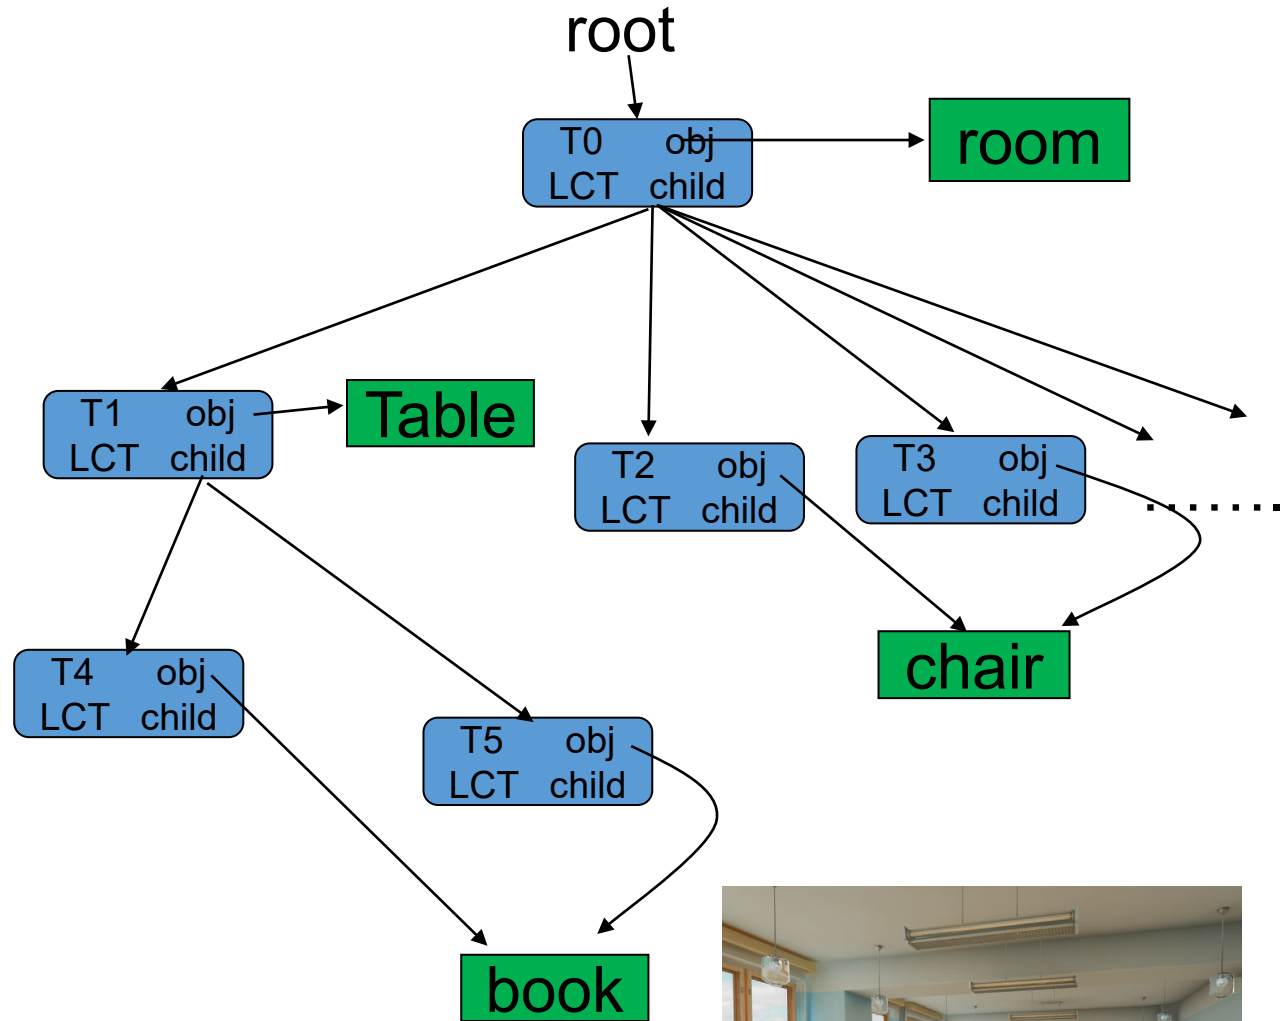 root
T0 obj
LCT child
room
T1 obj
LCT child
Table
T2 obj
LCT child
T3 obj
LCT child
chair
T4 obj
LCT child
T5 obj
LCT child
book